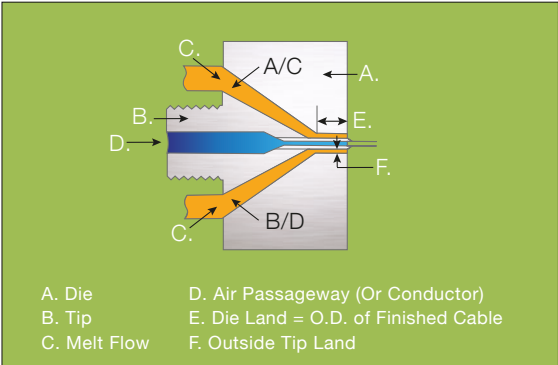 C.
A/C
A.
B.
E.
D.
F.
B/D
C.
A. Die
B. Tip
C. Melt Flow
D. Air Passageway (Or Conductor)
E. Die Land = O.D. of Finished Cable
F. Outside Tip Land